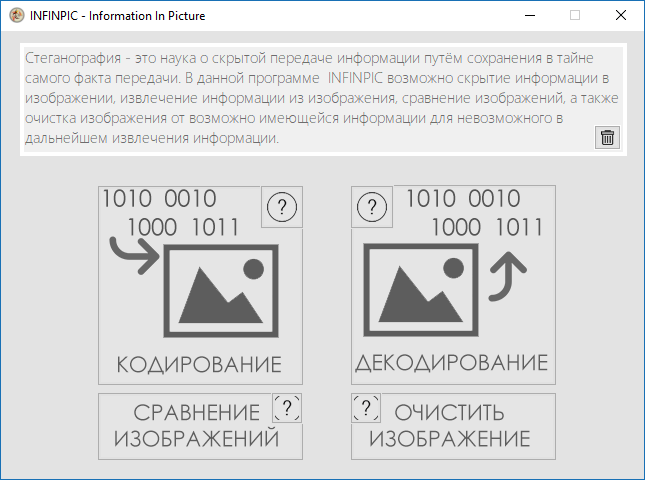 INFINPIC - Information In Picture
Стеганография - это наука о скрытой передаче информации путём сохранения в тайне
самого факта передачи. В данной программе  INFINPIC возможно скрытие информации в
изображении, извлечение информации из изображения, сравнение изображений, а также
очистка изображения от возможно имеющейся информации для невозможного в
дальнейшем извлечения информации.
1010 0010
1000 1011
?
КОДИРОВАНИЕ
?
1010 0010
1000 1011
ДЕКОДИРОВАНИЕ
СРАВНЕНИЕ
ИЗОБРАЖЕНИЙ
?
?
ОЧИСТИТЬ
ИЗОБРАЖЕНИЕ